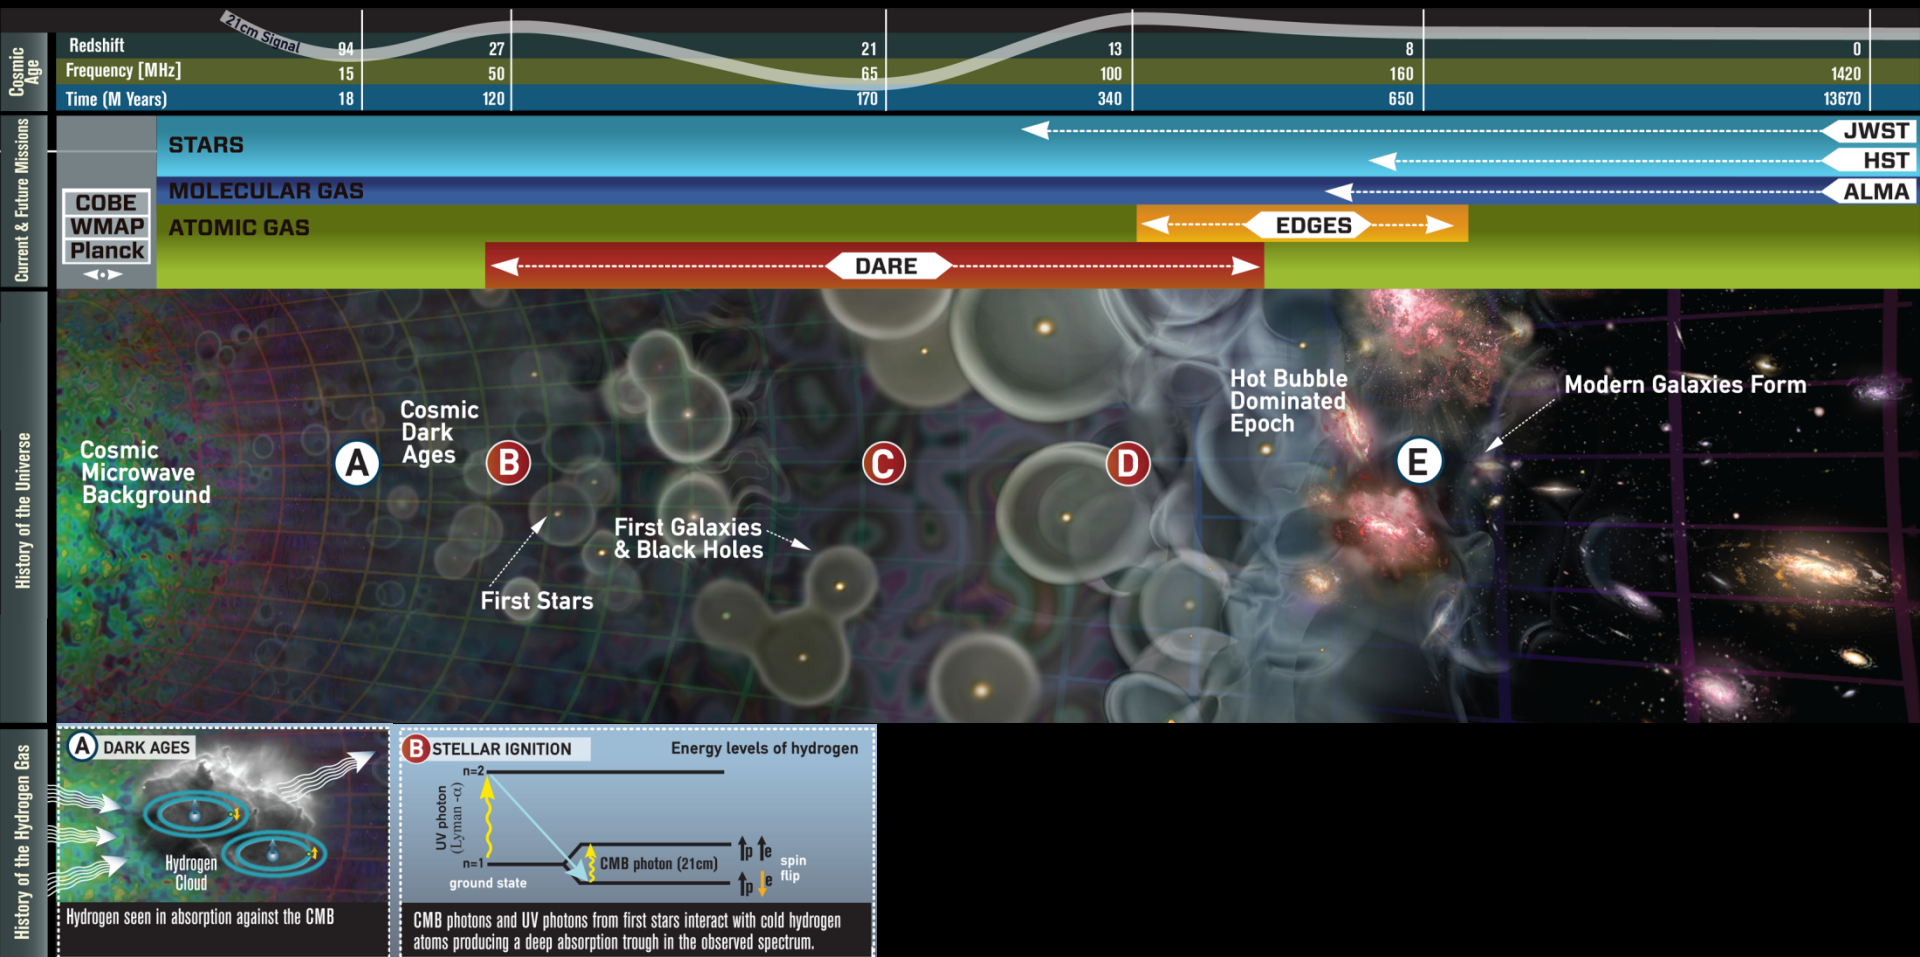 21cm Signal
Cosmic
Age
Redshift 94 27 21 13 8 0
Frequency [MHz] 15 50 65 100 160 1420
Time (M Years) 18 120 170 340 650 13670
Current & Future Missions
COBE
WMAP
Planck
STARS
JWST
HST
MOLECULAR GAS
ALMA
ATOMIC GAS
EDGES
DARE
History of the Universe
Cosmic
Microwave
Background
A
Cosmic
Dark
Ages
B
First Stars
First Galaxies
& Black Holes
C
D
Hot Bubble
Dominated
Epoch
E
Modern Galaxies Form
History of the Hydrogen Gas
A DARK AGES
Hydrogen
Cloud
Hydrogen seen in absorption against the CMB
B STELLAR IGNITION
Energy levels of hydrogen
n=2
UV photon
(Lyman -α)
n=1
ground state
CMB photon (21cm)
p e
p e
spin
flip
CMB photons and UV photons from first stars interact with cold hydrogen
atoms producing a deep absorption trough in the observed spectrum.